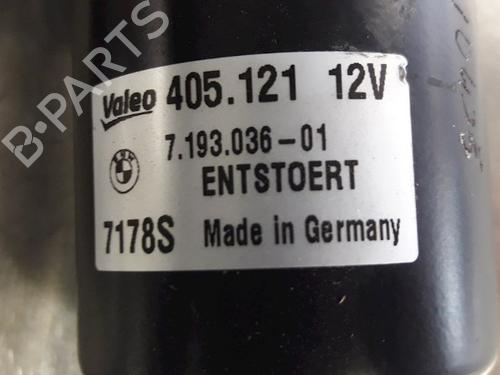 B-PARTS
Valeo 405.121 12V
7.193.036-01
ENTSTOERT
7178S Made in Germany